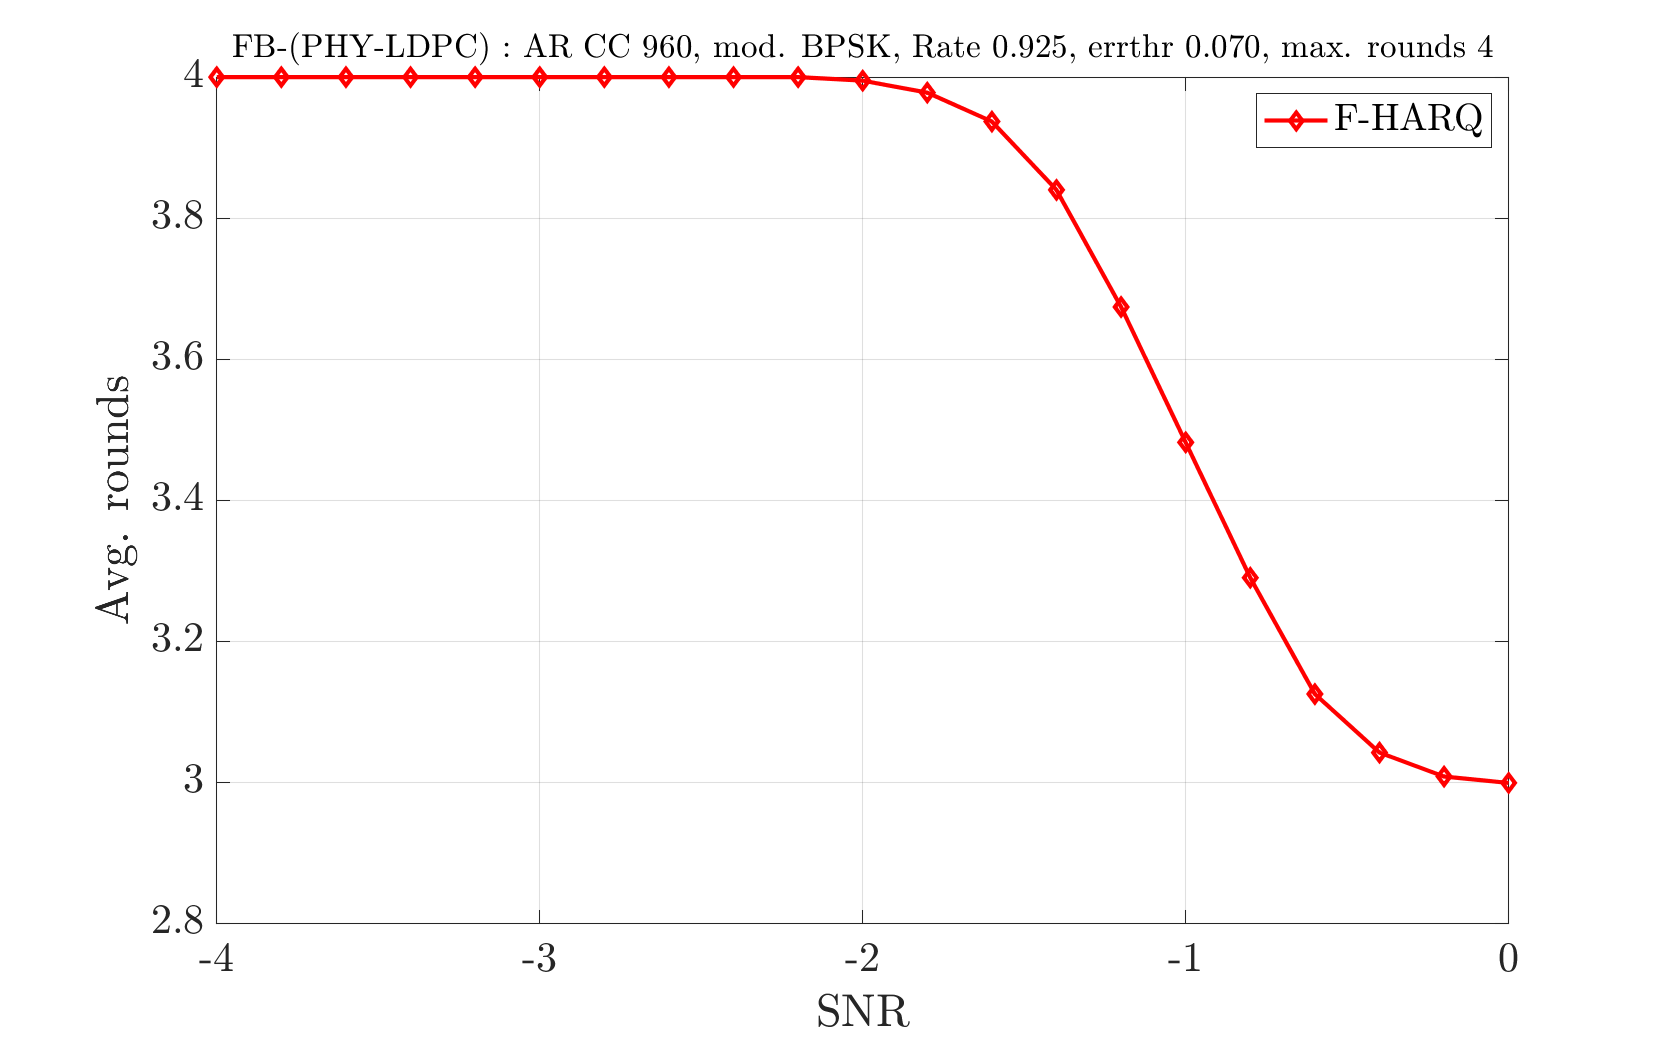 FB-(PHY-LDPC) : AR CC 960, mod. BPSK, Rate 0.925, errthr 0.070, max. rounds 4
F-HARQ
4
3.8
3.6
3.4
3.2
3
2.8
Avg. rounds
-4 -3 -2 -1 0
SNR